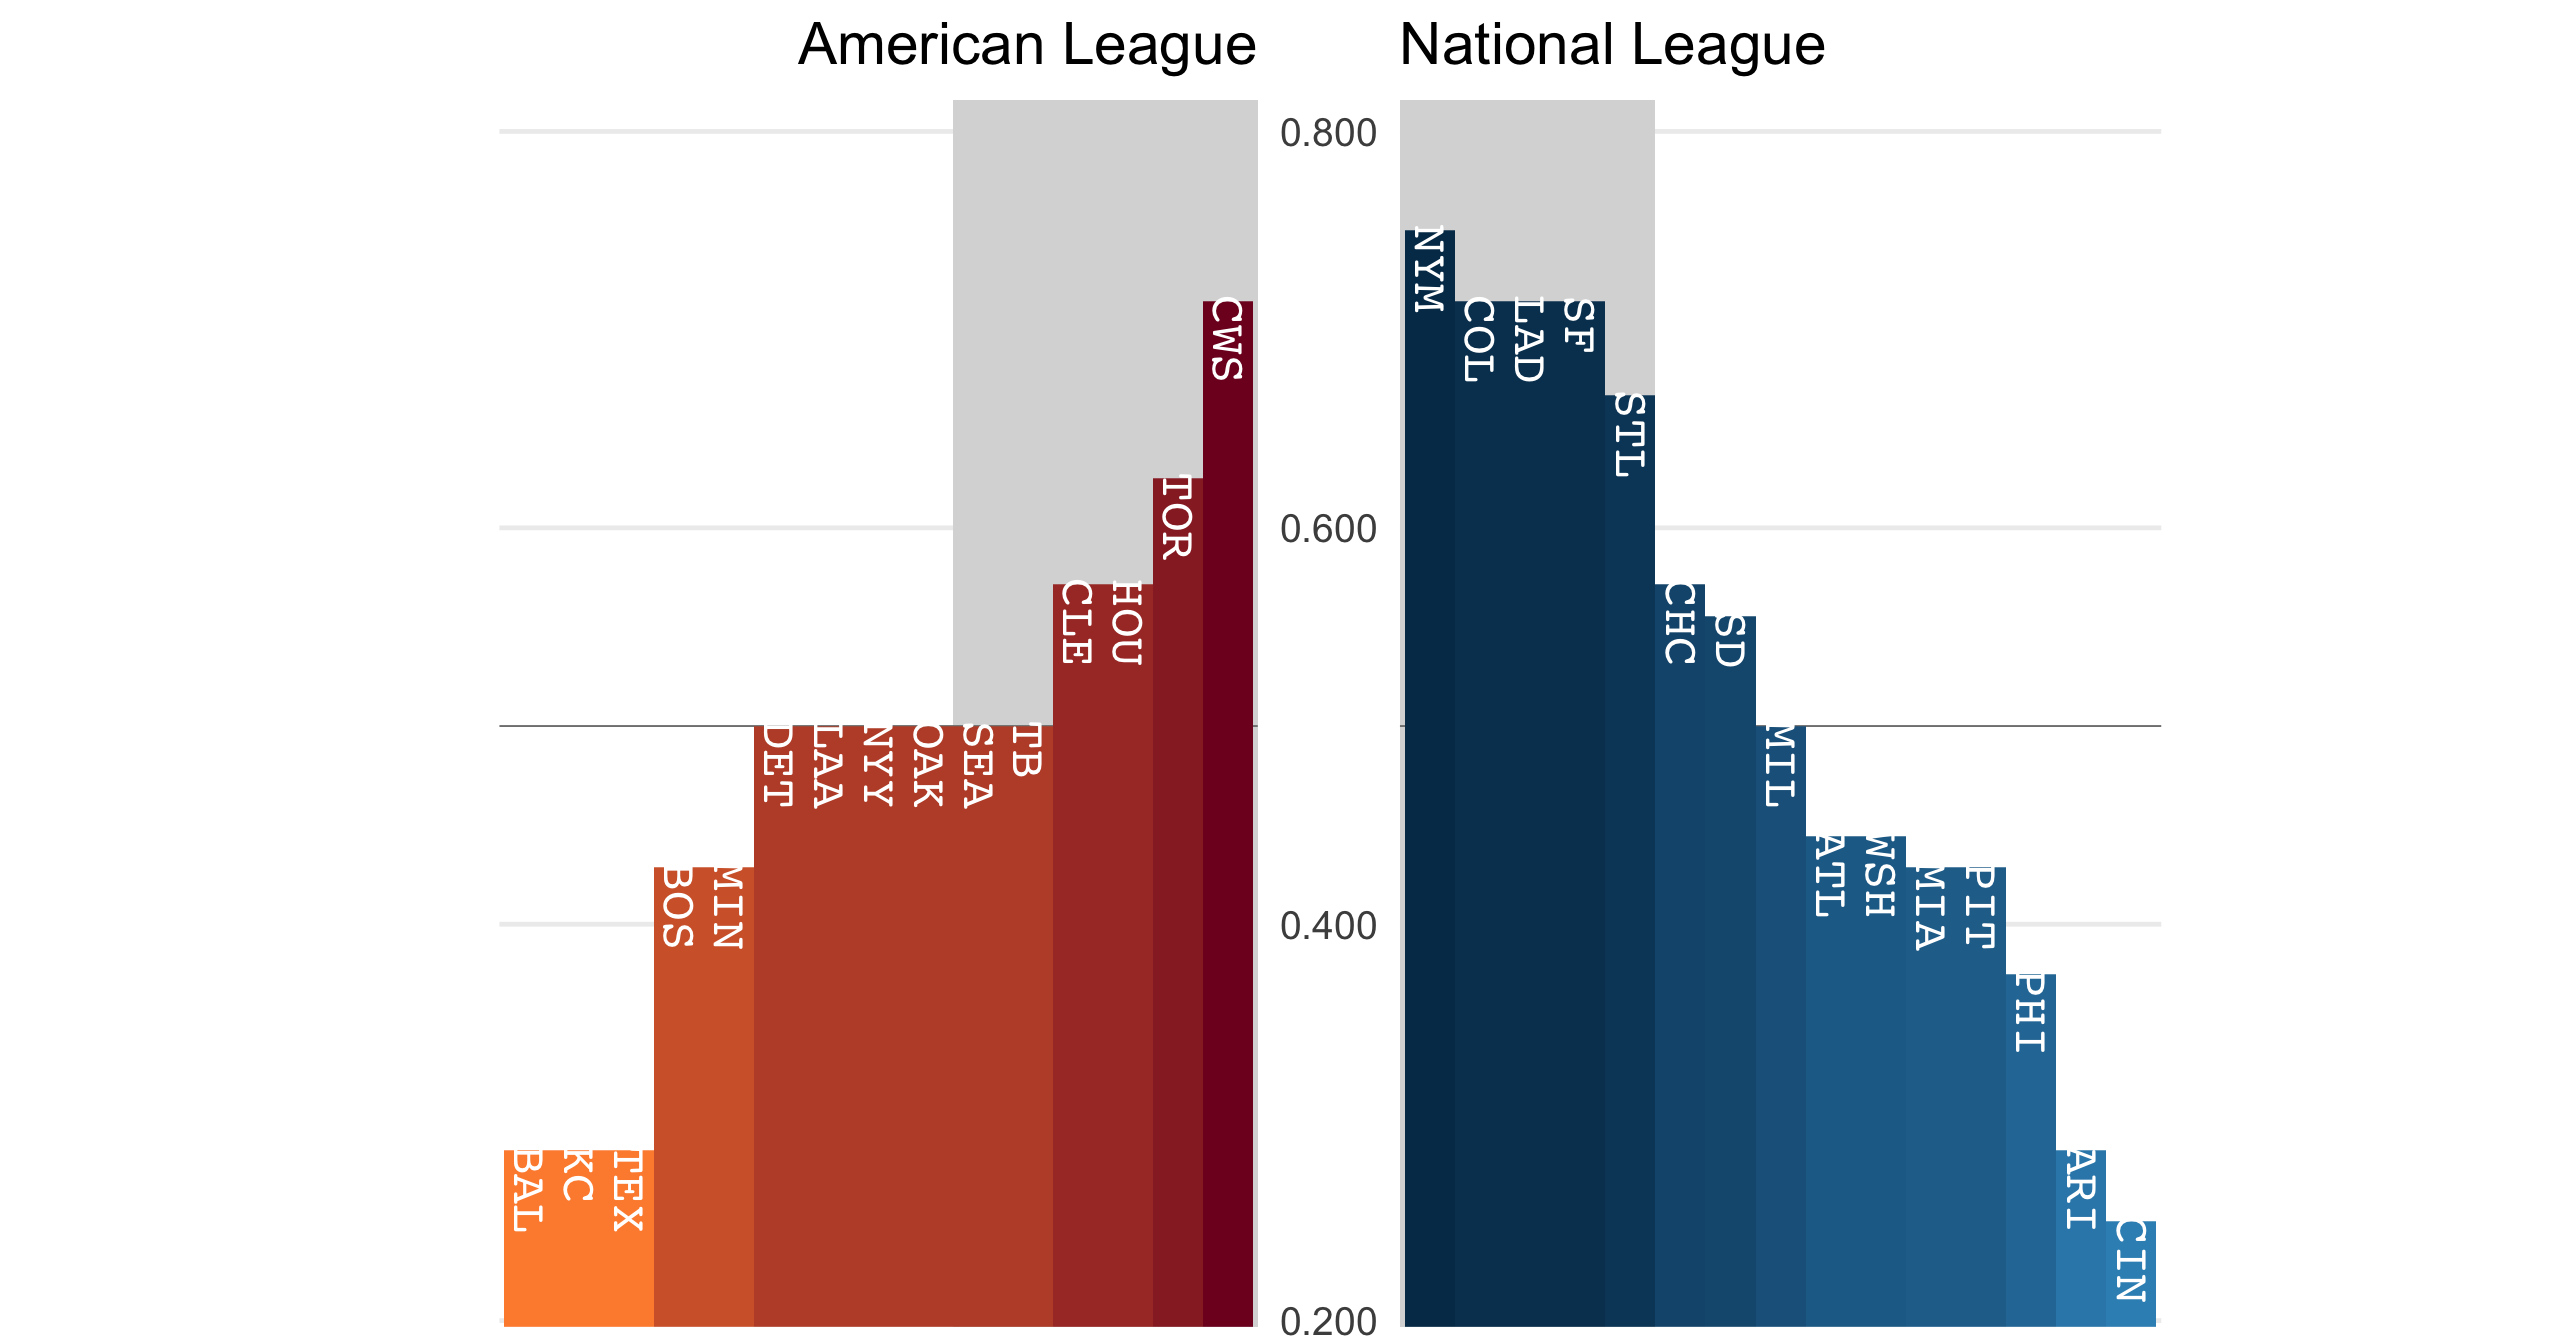 American League
National League
0.800
0.600
0.400
0.200
BAL
KC
TEX
BOS
MIN
DET
LAA
NYY
OAK
SEA
TB
CLE
HOU
TOR
CWS
NYM
COL
LAD
SF
STL
CHC
SD
MIL
ATL
WSH
MIA
PIT
PHI
ARI
CIN